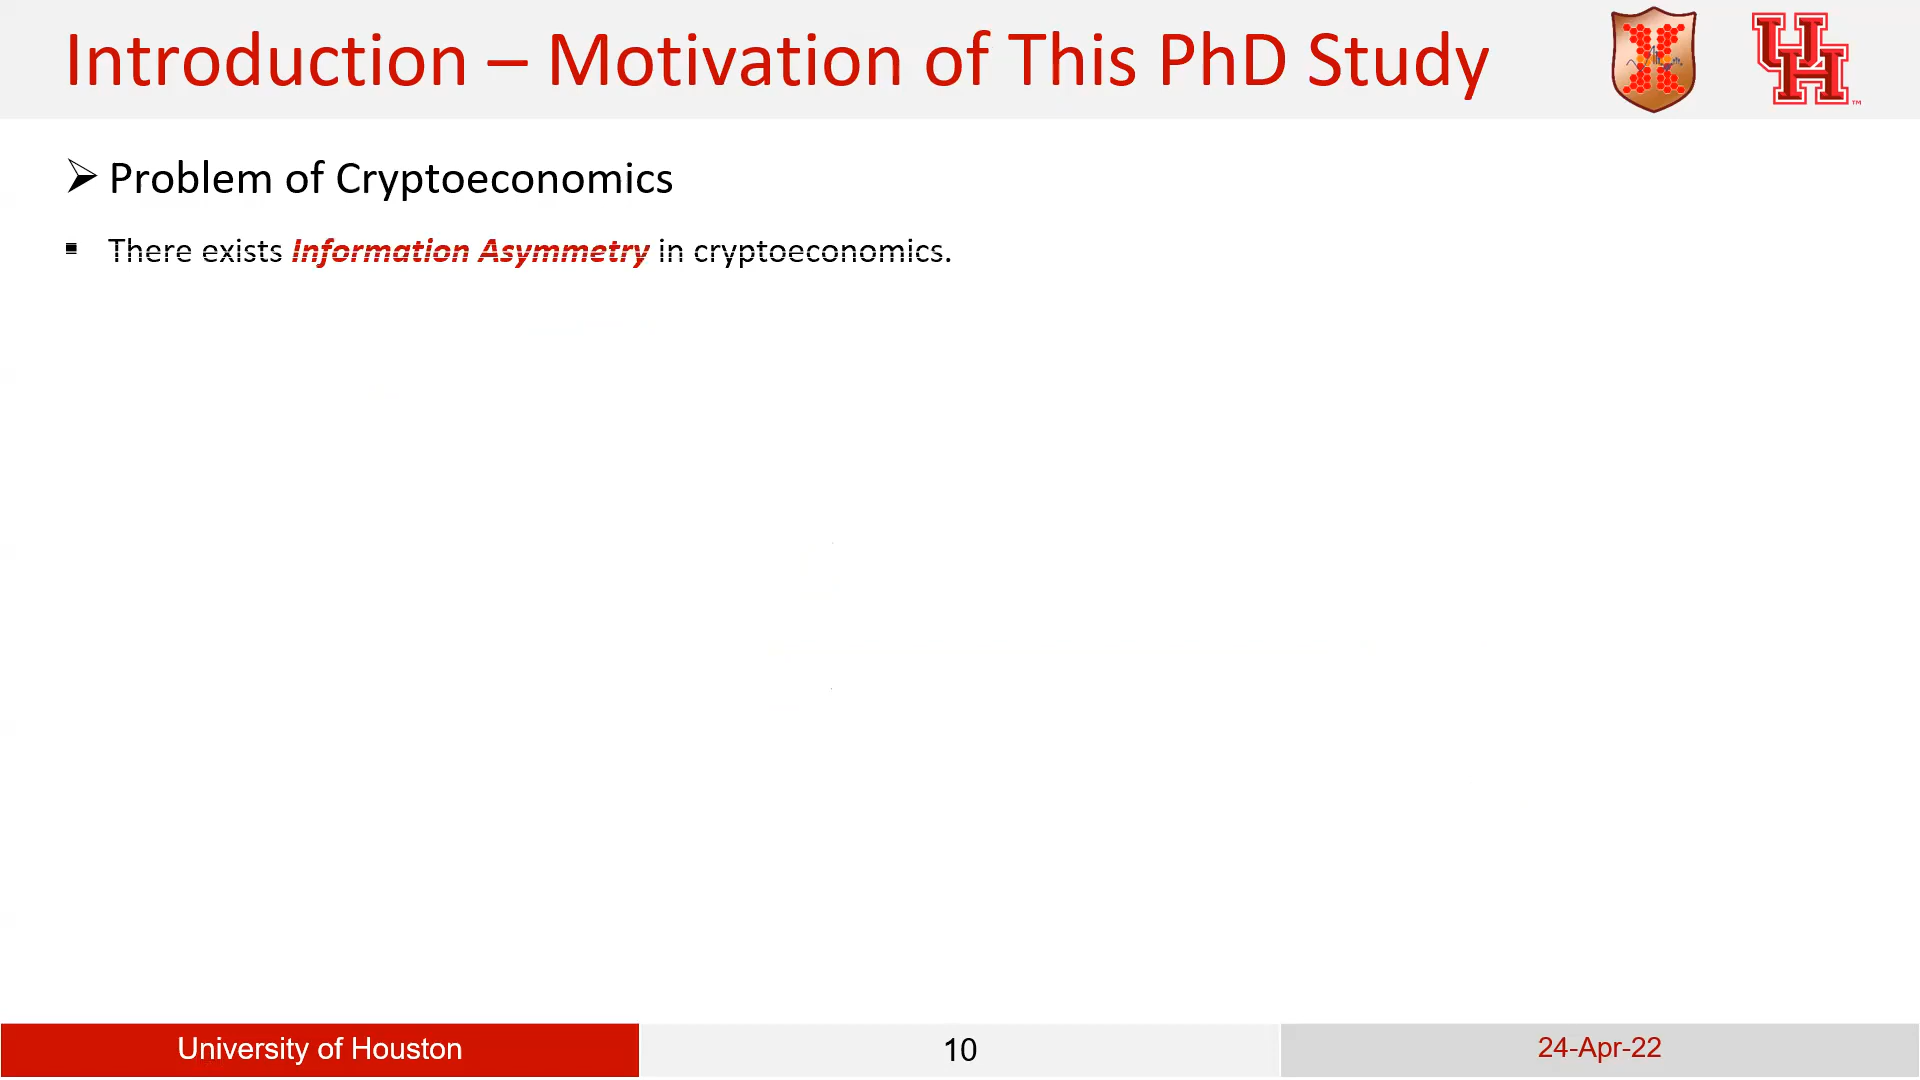 Introduction – Motivation of This PhD Study
Problem of Cryptoeconomics
There exists Information Asymmetry in cryptoeconomics.
University of Houston
10
24-Apr-22